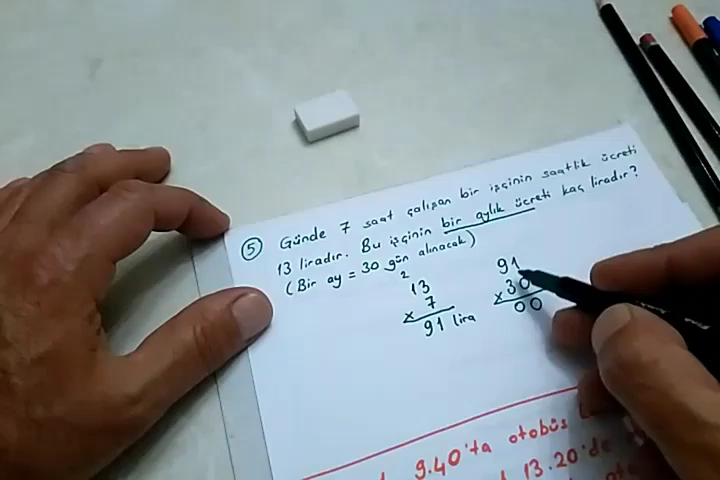 5 Günde 7 saat çalışan bir işçinin saatlik ücreti
13 liradır. Bu işçinin bir aylık ücreti kaç liradır?
(Bir ay = 30 gün alınacak)
2
13
x 7
91 lira
91
x 30
00
9.40'ta otobüs
13.20'de